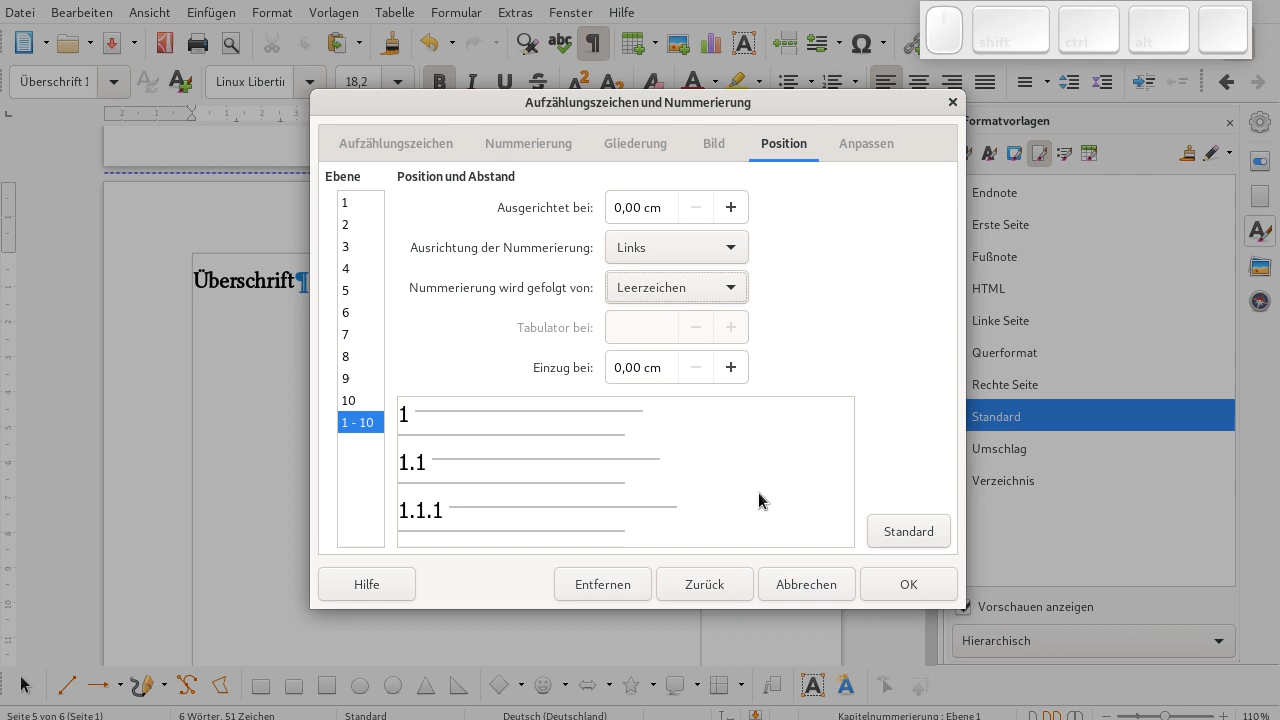 Datei Bearbeiten Ansicht Einfügen Format Vorlagen Tabelle Formular Extras Fenster Hilfe
shift ctrl alt
Überschrift 1 Linux Libertin 18,2
Aufzählungszeichen und Nummerierung
Aufzählungszeichen Nummerierung Gliederung Bild Position Anpassen
Ebene
1
2
3
4
5
6
7
8
9
10
1 - 10
Position und Abstand
Ausgerichtet bei: 0,00 cm
Ausrichtung der Nummerierung: Links
Nummerierung wird gefolgt von: Leerzeichen
Tabulator bei:
Einzug bei: 0,00 cm
1
1.1
1.1.1
Standard
Hilfe Entfernen Zurück Abbrechen OK
Überschrift¶
Formatvorlagen
Endnote
Erste Seite
Fußnote
HTML
Linke Seite
Querformat
Rechte Seite
Standard
Umschlag
Verzeichnis
Vorschauen anzeigen
Hierarchisch
Seite 5 von 6 (Seite 1) 6 Wörter, 51 Zeichen Standard Deutsch (Deutschland) Kapitelnummerierung : Ebene 1 110%